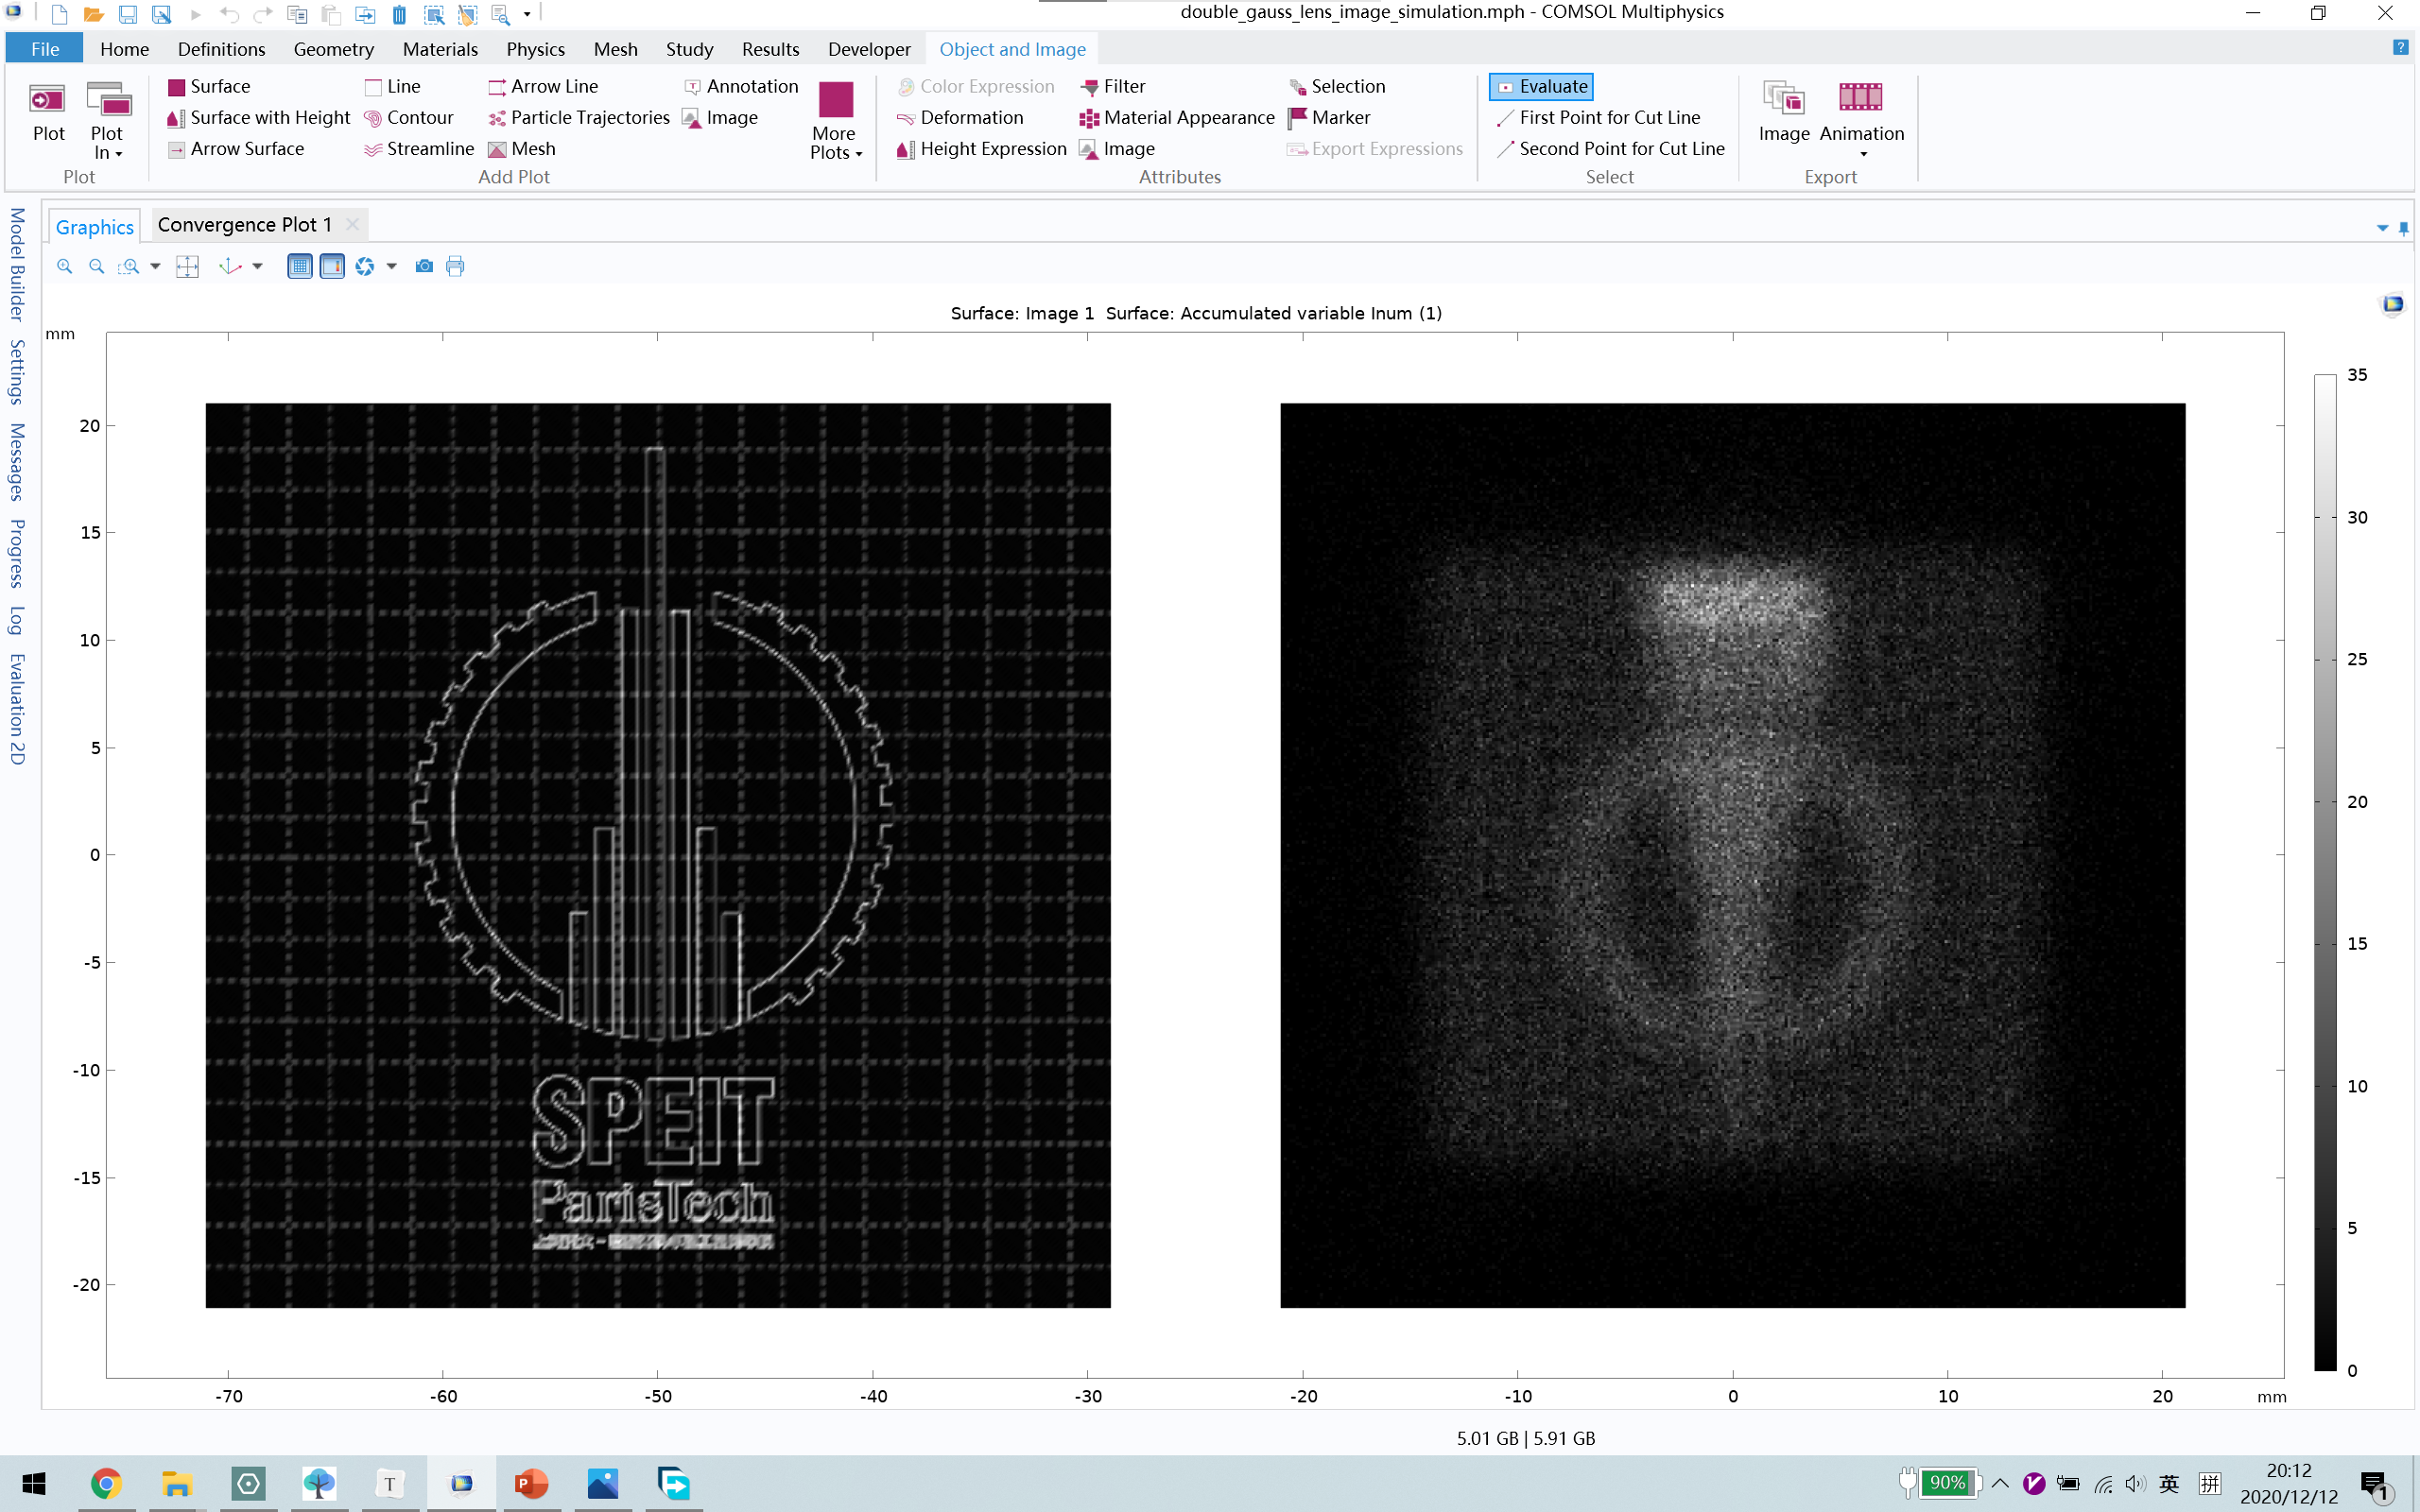 double_gauss_lens_image_simulation.mph - COMSOL Multiphysics
File Home Definitions Geometry Materials Physics Mesh Study Results Developer Object and Image
Surface Line Arrow Line Annotation Color Expression Filter Selection Evaluate
Surface with Height Contour Particle Trajectories Image Deformation Material Appearance Marker First Point for Cut Line
Plot Plot In More Plots Image Animation
Arrow Surface Streamline Mesh Height Expression Image Export Expressions Second Point for Cut Line
Plot Add Plot Attributes Select Export
Graphics Convergence Plot 1
Model Builder
Settings
Messages
Progress
Log
Evaluation 2D
Surface: Image 1 Surface: Accumulated variable Inum (1)
mm
20
15
10
5
0
-5
-10
-15
-20
SPEIT
ParisTech
35
30
25
20
15
10
5
0
-70 -60 -50 -40 -30 -20 -10 0 10 20 mm
5.01 GB | 5.91 GB
90% 英 拼 20:12
2020/12/12 1